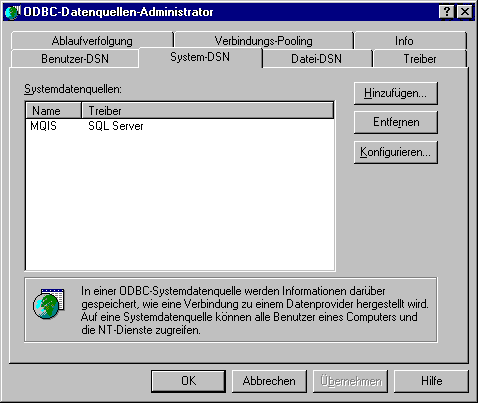 ODBC-Datenquellen-Administrator
Ablaufverfolgung Verbindungs-Pooling Info
Benutzer-DSN System-DSN Datei-DSN Treiber
Systemdatenquellen:
Name Treiber
MQIS SQL Server
Hinzufügen...
Entfernen
Konfigurieren...
In einer ODBC-Systemdatenquelle werden Informationen darüber
gespeichert, wie eine Verbindung zu einem Datenprovider hergestellt wird.
Auf eine Systemdatenquelle können alle Benutzer eines Computers und
die NT-Dienste zugreifen.
OK Abbrechen Übernehmen Hilfe